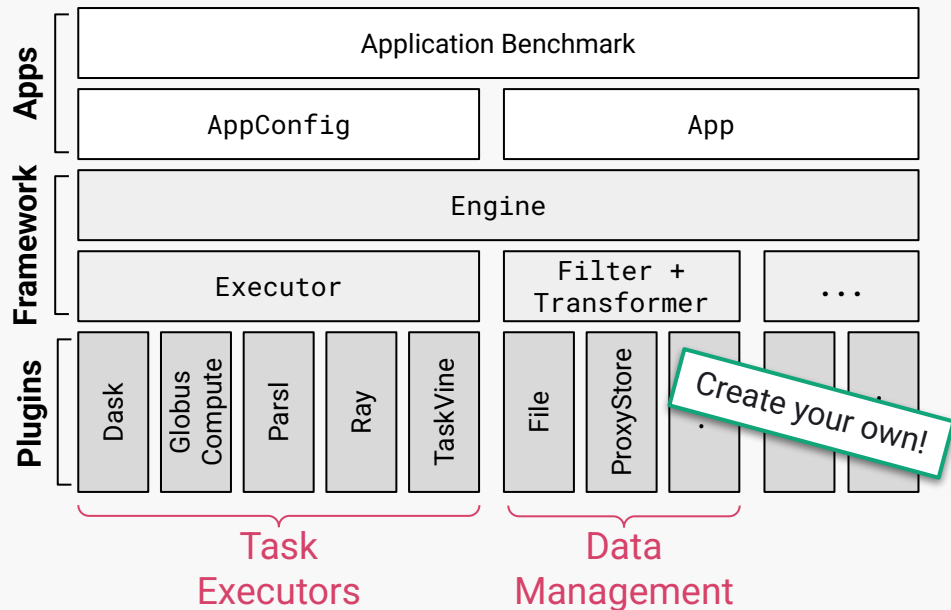 Apps
Application Benchmark
AppConfig
App
Framework
Engine
Executor
Filter +
Transformer
...
Plugins
Dask
Globus
Compute
Parsl
Ray
TaskVine
File
ProxyStore
Create your own!
Task
Executors
Data
Management